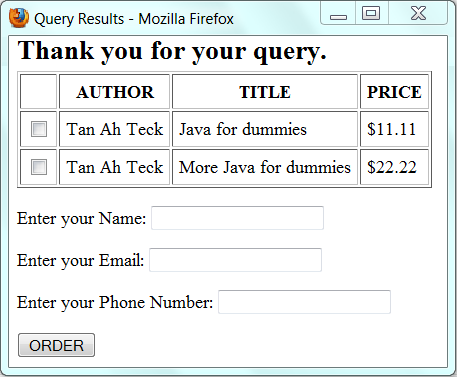 Query Results - Mozilla Firefox
Thank you for your query.
AUTHOR TITLE PRICE
Tan Ah Teck Java for dummies $11.11
Tan Ah Teck More Java for dummies $22.22
Enter your Name:
Enter your Email:
Enter your Phone Number:
ORDER